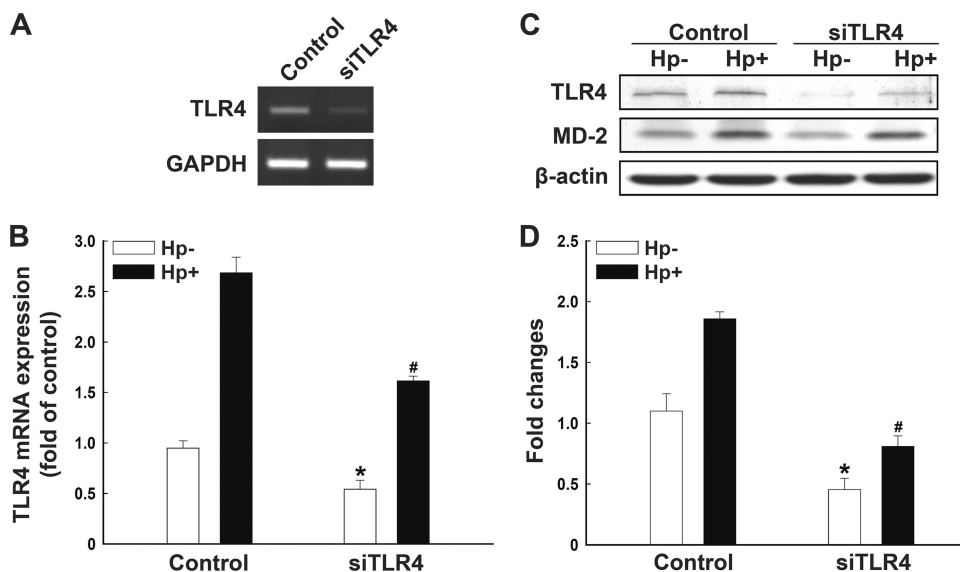 A
Control
siTLR4
TLR4
GAPDH
C
Control
siTLR4
Hp-
Hp+
Hp-
Hp+
TLR4
MD-2
β-actin
B
Hp-
Hp+
TLR4 mRNA expression
(fold of control)
3.0
2.5
2.0
1.5
1.0
0.5
0
#
*
Control
siTLR4
D
Hp-
Hp+
Fold changes
2.5
2.0
1.5
1.0
0.5
0
#
*
Control
siTLR4